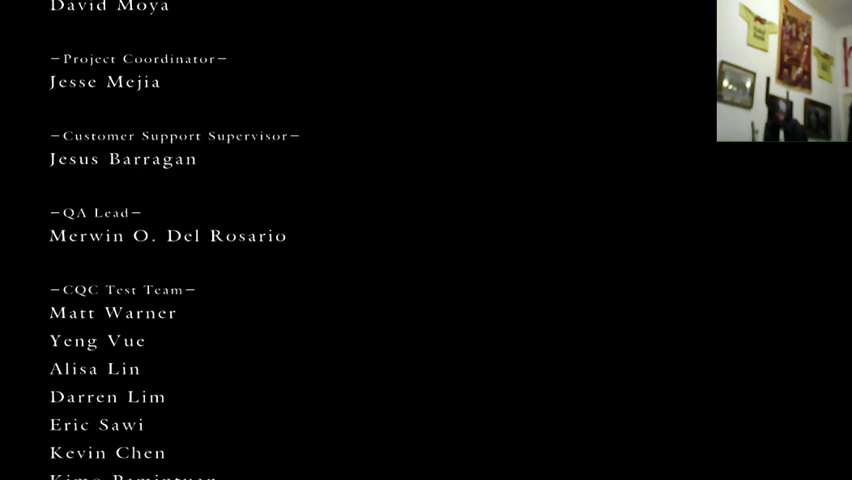 David Moya
—Project Coordinator—
Jesse Mejia
—Customer Support Supervisor—
Jesus Barragan
—QA Lead—
Merwin O. Del Rosario
—CQC Test Team—
Matt Warner
Yeng Vue
Alisa Lin
Darren Lim
Eric Sawi
Kevin Chen